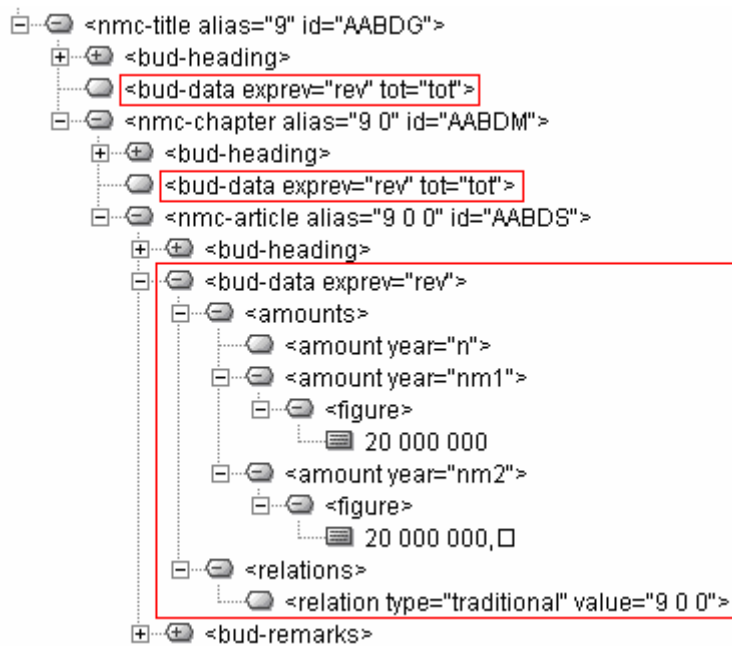 <nmc-title alias="9" id="AABDG">
<bud-heading>
<bud-data exprev="rev" tot="tot">
<nmc-chapter alias="9 0" id="AABDM">
<bud-heading>
<bud-data exprev="rev" tot="tot">
<nmc-article alias="9 0 0" id="AABDS">
<bud-heading>
<bud-data exprev="rev">
<amounts>
<amount year="n">
<amount year="nm1">
<figure>
20 000 000
<amount year="nm2">
<figure>
20 000 000,□
<relations>
<relation type="traditional" value="9 0 0">
<bud-remarks>